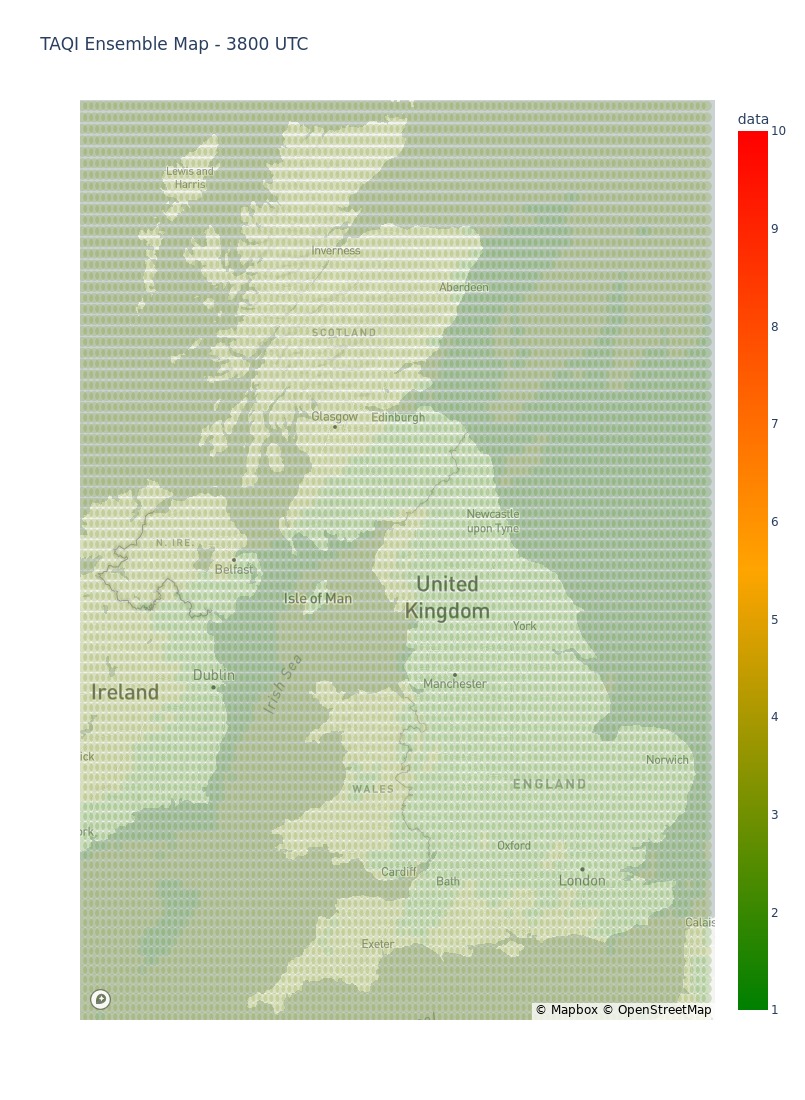 TAQI Ensemble Map - 3800 UTC
data
10
9
8
7
6
5
4
3
2
1
Lewis and
Harris
Inverness
Aberdeen
SCOTLAND
Glasgow
Edinburgh
Newcastle
upon Tyne
N. IRE.
Belfast
Isle of Man
United
Kingdom
York
Dublin
Manchester
Ireland
Irish Sea
ick
Norwich
WALES
ENGLAND
ork
Oxford
Cardiff
Bath
London
Calais
Exeter
© Mapbox © OpenStreetMap